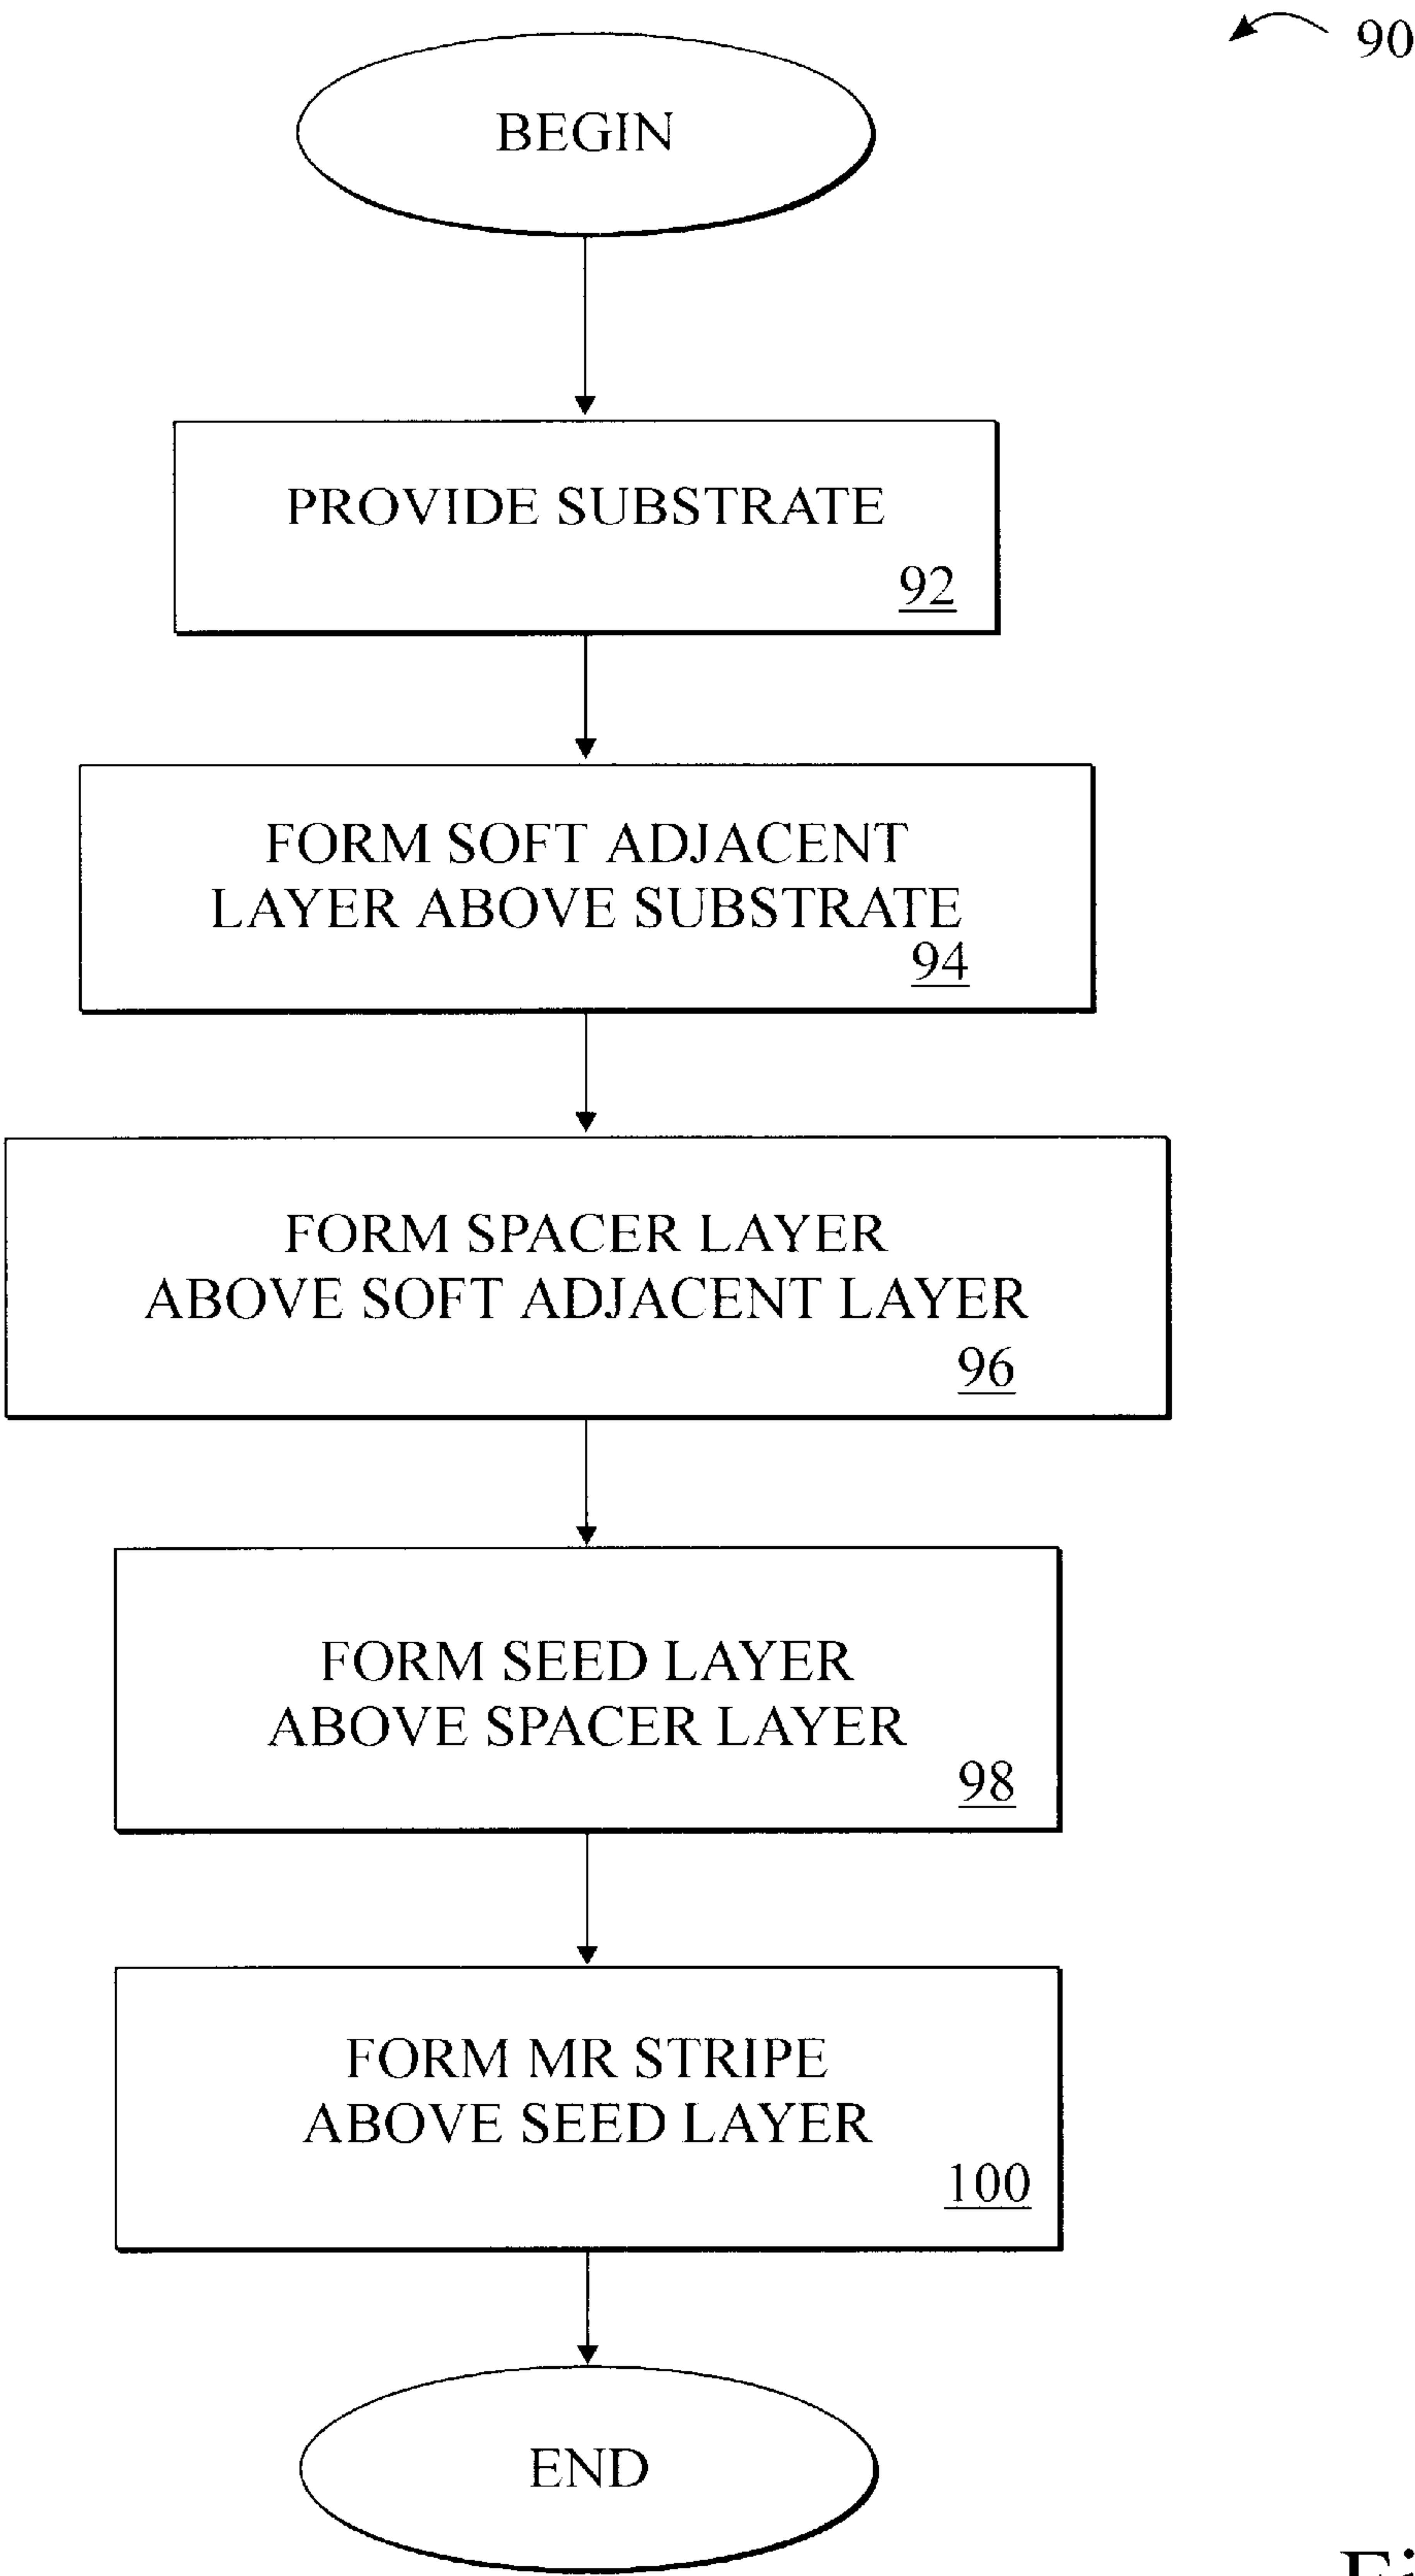 90
BEGIN
PROVIDE SUBSTRATE
92
FORM SOFT ADJACENT
LAYER ABOVE SUBSTRATE
94
FORM SPACER LAYER
ABOVE SOFT ADJACENT LAYER
96
FORM SEED LAYER
ABOVE SPACER LAYER
98
FORM MR STRIPE
ABOVE SEED LAYER
100
END